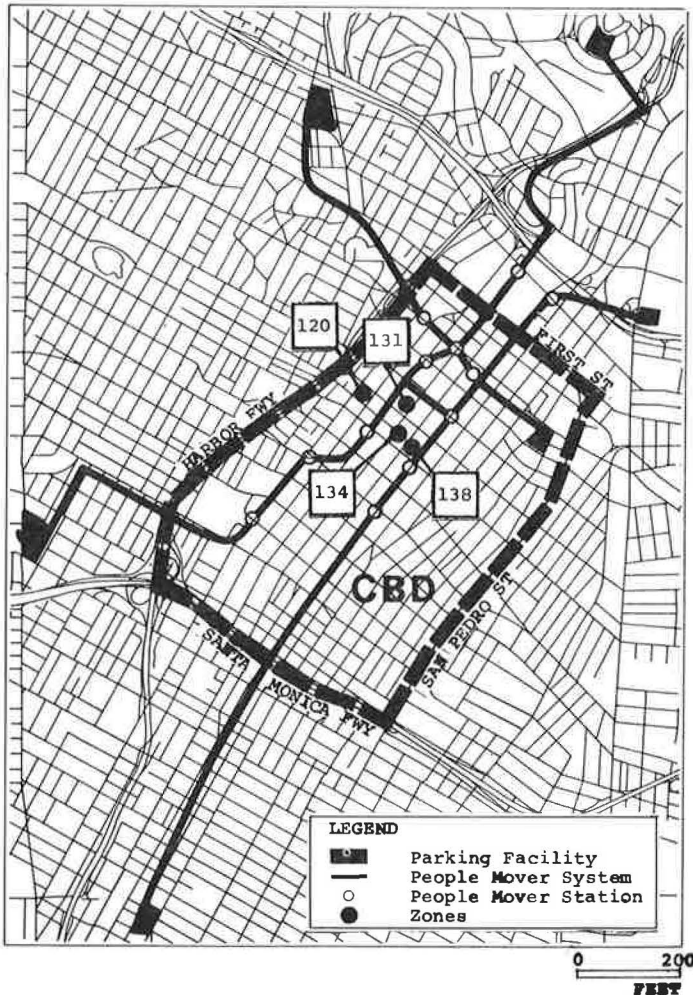 120
131
FIRST ST
HARBOR FWY
134
138
CBD
SAN PEDRO ST
SANTA MONICA FWY
LEGEND
Parking Facility
People Mover System
People Mover Station
Zones
0 200
FEET